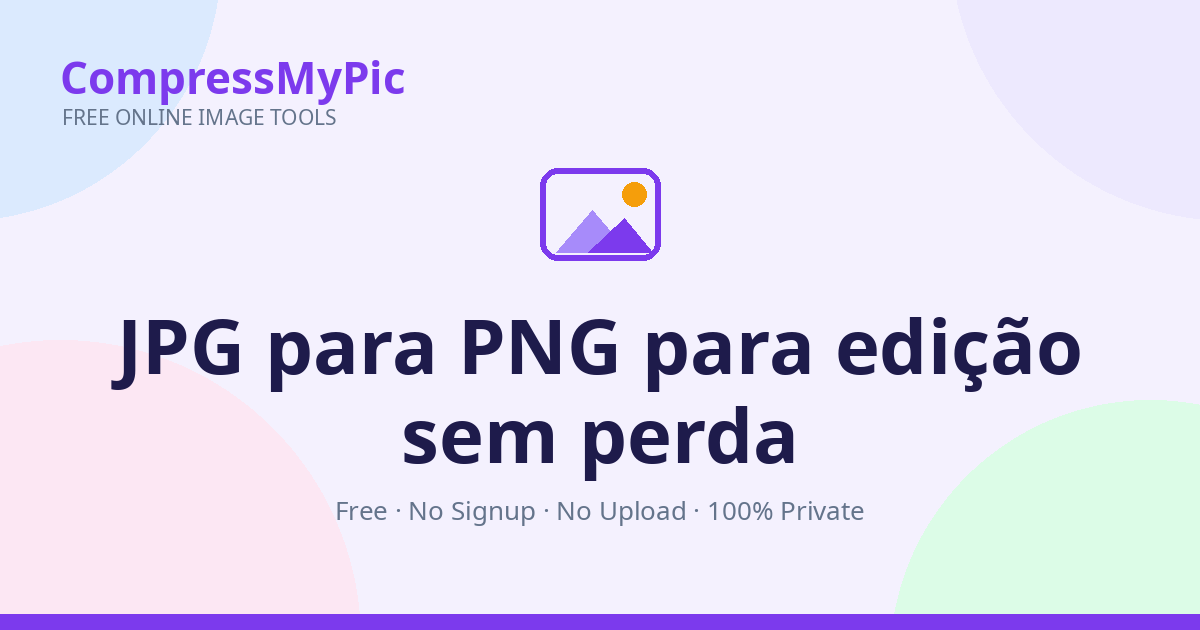 CompressMyPic
FREE ONLINE IMAGE TOOLS
JPG para PNG para edição
sem perda
Free · No Signup · No Upload · 100% Private